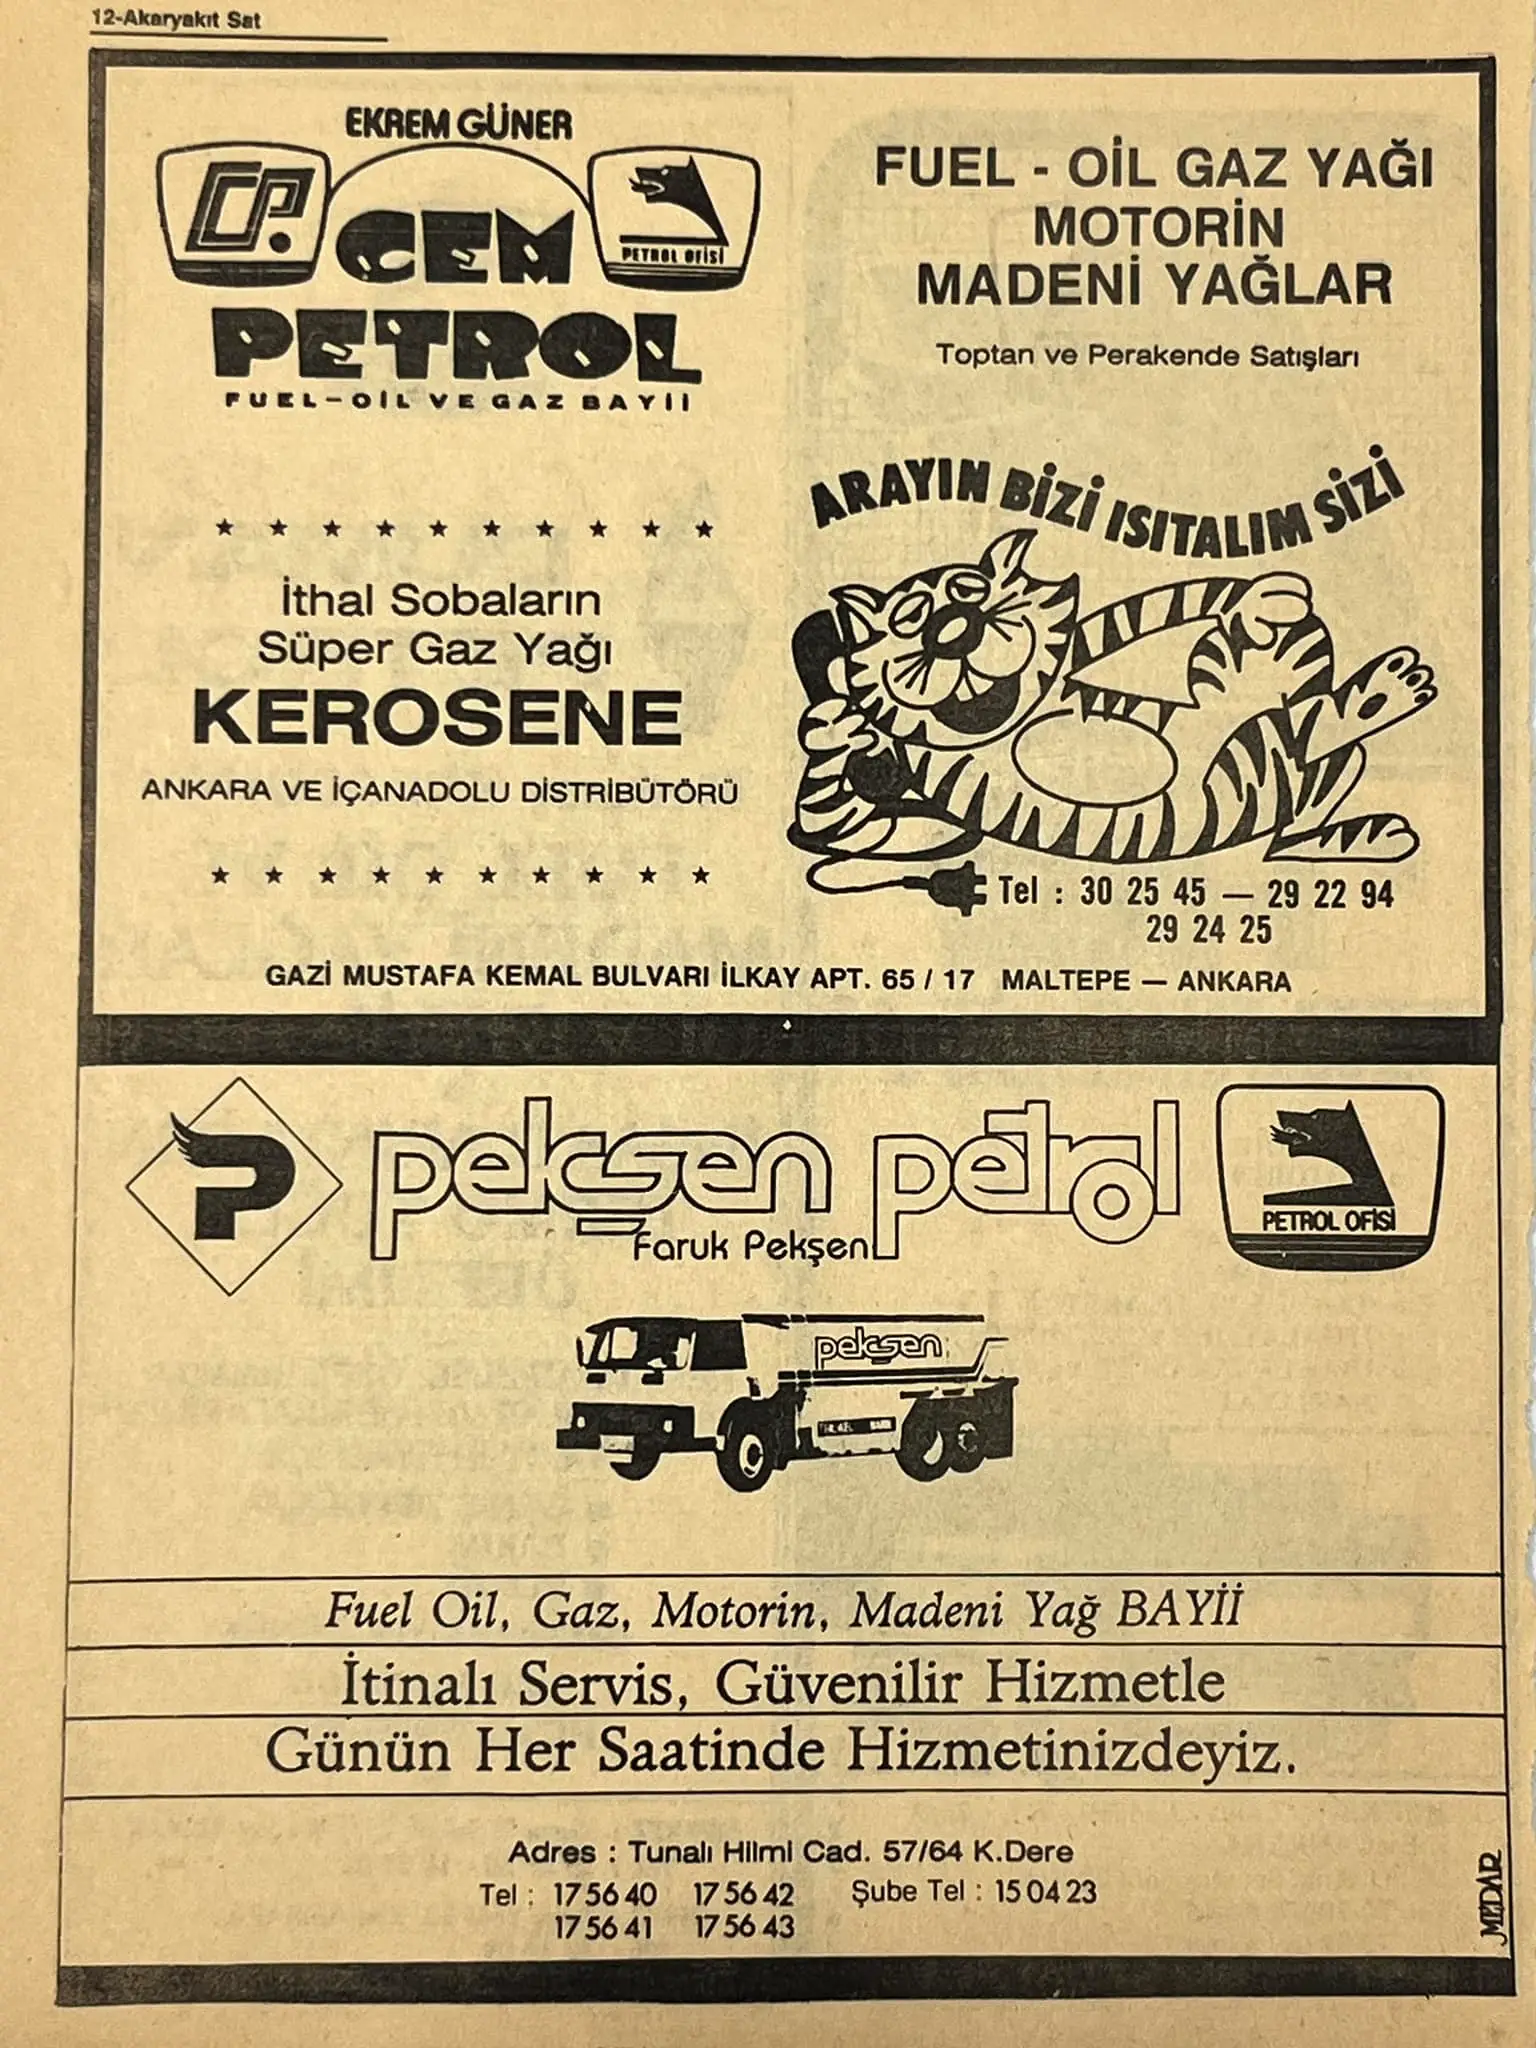 12-Akaryakıt Sat
EKREM GÜNER
CP.
CEM
PETROL OFİSİ
PETROL
FUEL-OİL VE GAZ BAYİİ
İthal Sobaların
Süper Gaz Yağı
KEROSENE
ANKARA VE İÇANADOLU DİSTRİBÜTÖRÜ
FUEL - OİL GAZ YAĞI
MOTORİN
MADENİ YAĞLAR
Toptan ve Perakende Satışları
ARAYIN BİZİ ISITALIM SİZİ
Tel : 30 25 45 — 29 22 94
29 24 25
GAZİ MUSTAFA KEMAL BULVARI İLKAY APT. 65 / 17 MALTEPE — ANKARA
P
pekşen petrol
Faruk Pekşen
PETROL OFİSİ
pekşen
Fuel Oil, Gaz, Motorin, Madeni Yağ BAYİİ
İtinalı Servis, Güvenilir Hizmetle
Günün Her Saatinde Hizmetinizdeyiz.
Adres : Tunalı Hilmi Cad. 57/64 K.Dere
Tel : 17 56 40 17 56 42 Şube Tel : 15 04 23
17 56 41 17 56 43
MEDAR